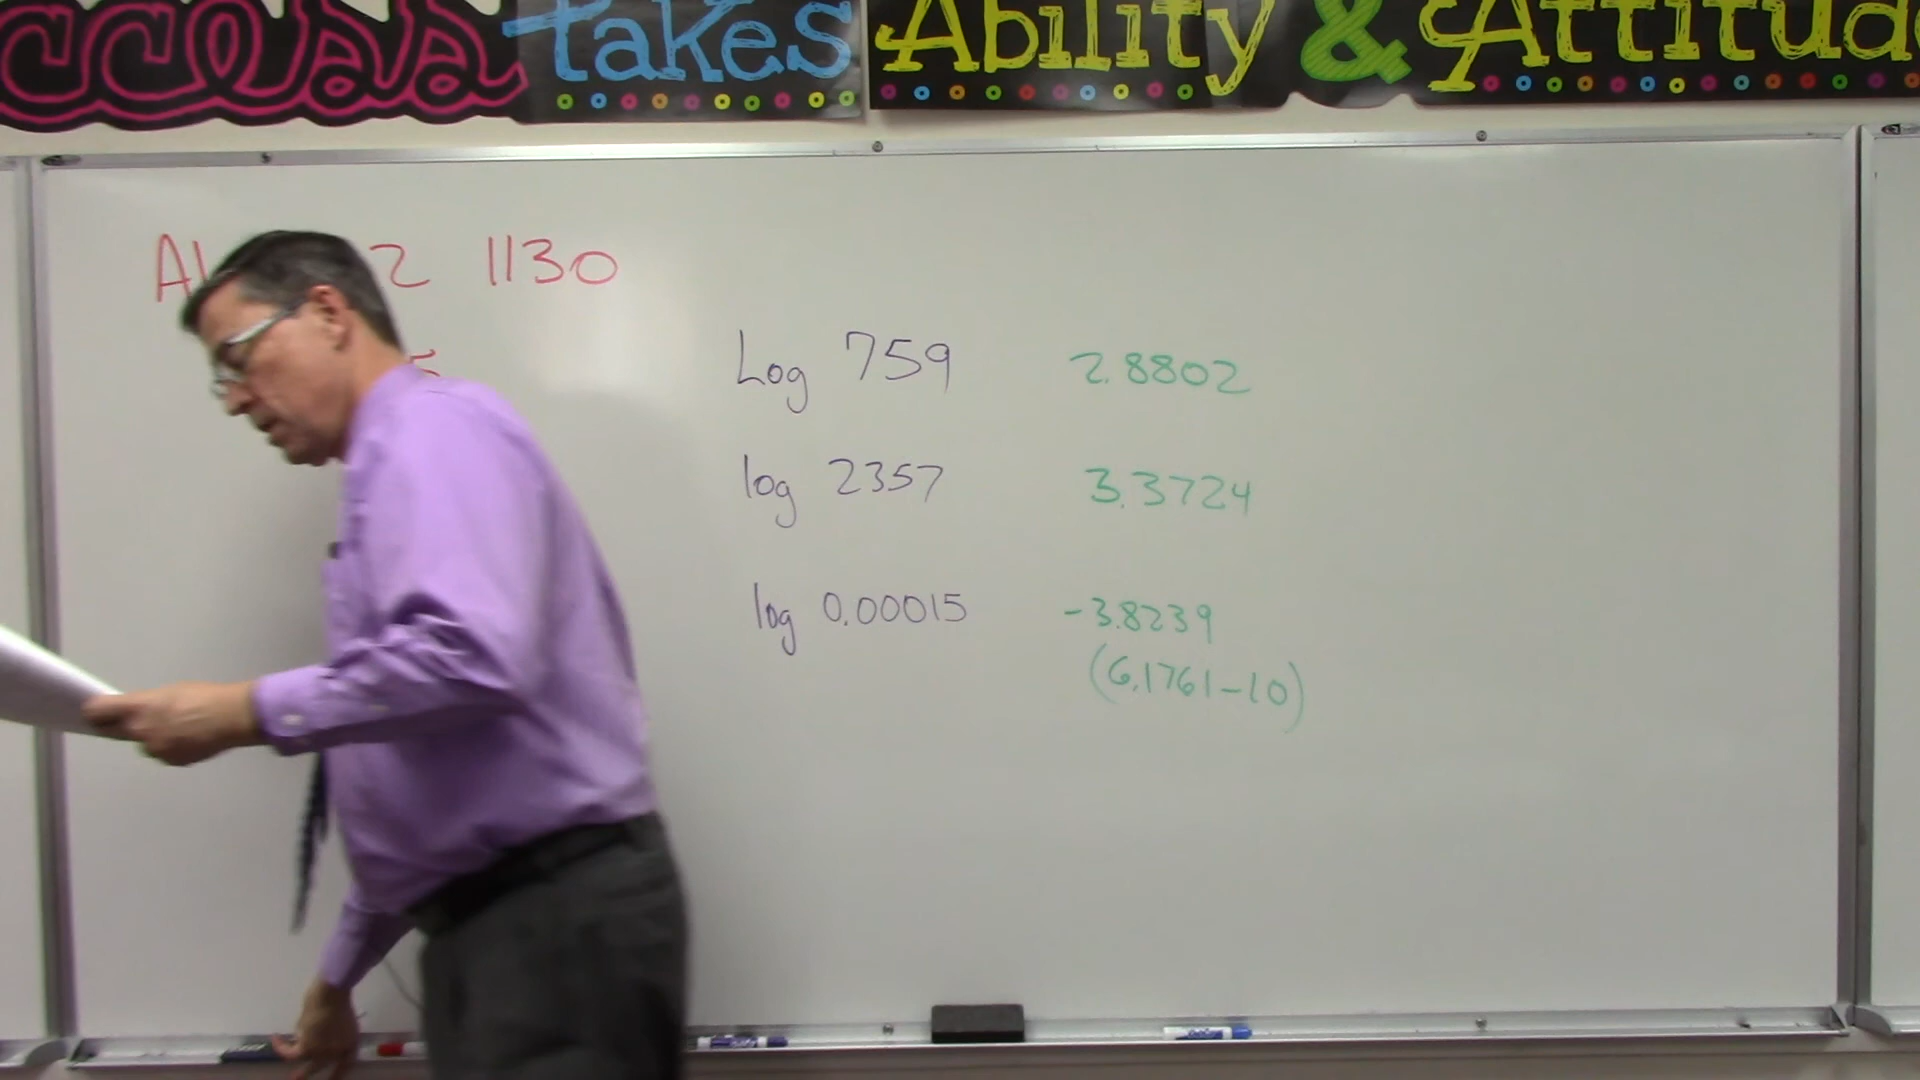 takes Ability & 
2 1130
Log 759 2.8802
log 2357 3.3724
log 0.00015 -3.8239
(6.1761-10)